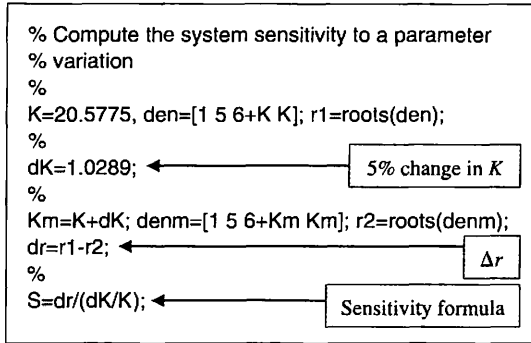 % Compute the system sensitivity to a parameter
% variation
%
K=20.5775, den=[1 5 6+K K]; r1=roots(den);
%
dK=1.0289;
5% change in K
%
Km=K+dK; denm=[1 5 6+Km Km]; r2=roots(denm);
dr=r1-r2;
Δr
%
S=dr/(dK/K);
Sensitivity formula